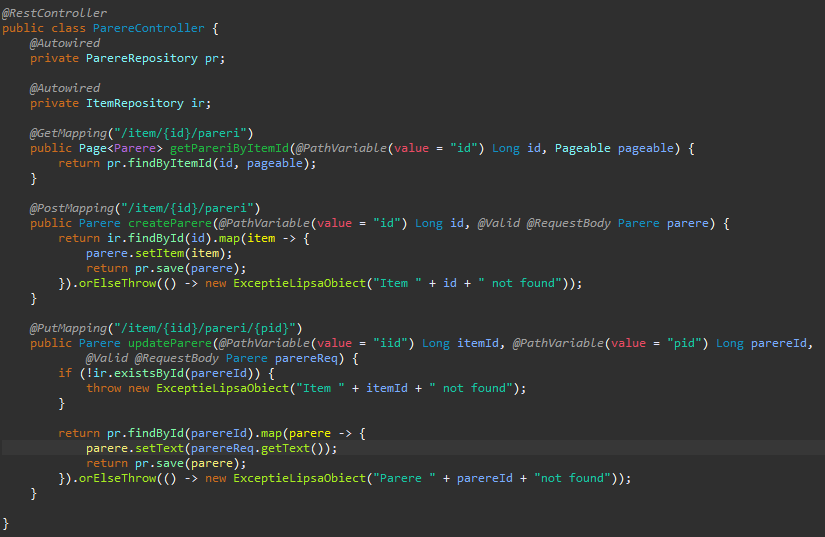 @RestController
public class ParereController {
    @Autowired
    private ParereRepository pr;

    @Autowired
    private ItemRepository ir;

    @GetMapping("/item/{id}/pareri")
    public Page<Parere> getPareriByItemId(@PathVariable(value = "id") Long id, Pageable pageable) {
        return pr.findByItemId(id, pageable);
    }

    @PostMapping("/item/{id}/pareri")
    public Parere createParere(@PathVariable(value = "id") Long id, @Valid @RequestBody Parere parere) {
        return ir.findById(id).map(item -> {
            parere.setItem(item);
            return pr.save(parere);
        }).orElseThrow(() -> new ExceptieLipsaObiect("Item " + id + " not found"));
    }

    @PutMapping("/item/{iid}/pareri/{pid}")
    public Parere updateParere(@PathVariable(value = "iid") Long itemId, @PathVariable(value = "pid") Long parereId,
            @Valid @RequestBody Parere parereReq) {
        if (!ir.existsById(parereId)) {
            throw new ExceptieLipsaObiect("Item " + itemId + " not found");
        }

        return pr.findById(parereId).map(parere -> {
            parere.setText(parereReq.getText());
            return pr.save(parere);
        }).orElseThrow(() -> new ExceptieLipsaObiect("Parere " + parereId + "not found"));
    }

}